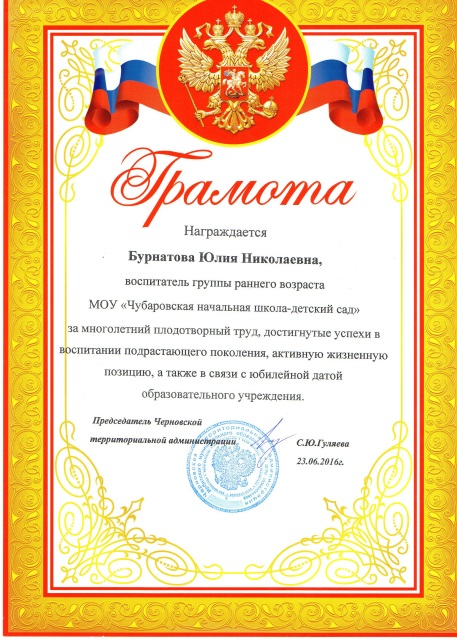 Грамота
Награждается
Бурнатова Юлия Николаевна,
воспитатель группы раннего возраста
МОУ «Чубаровская начальная школа-детский сад»
за многолетний плодотворный труд, достигнутые успехи в
воспитании подрастающего поколения, активную жизненную
позицию, а также в связи с юбилейной датой
образовательного учреждения.
Председатель Черновской
территориальной администрации С.Ю.Гуляева
23.06.2016г.